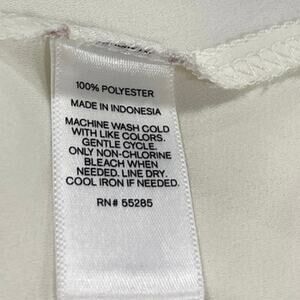 100% POLYESTER
MADE IN INDONESIA
MACHINE WASH COLD
WITH LIKE COLORS.
GENTLE CYCLE.
ONLY NON-CHLORINE
BLEACH WHEN
NEEDED. LINE DRY.
COOL IRON IF NEEDED.
RN# 55285